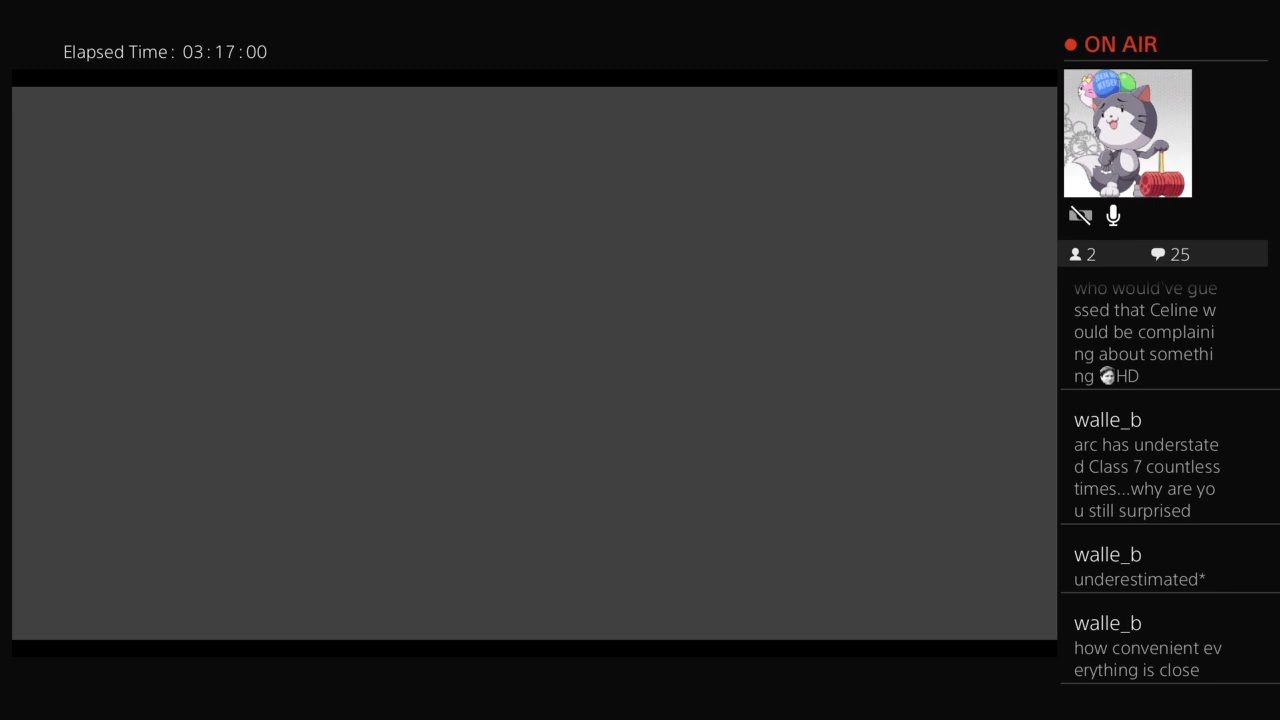 Elapsed Time: 03:17:00
ON AIR
2
25
who would've gue
ssed that Celine w
ould be complaini
ng about somethi
ng HD
walle_b
arc has understate
d Class 7 countless
times...why are yo
u still surprised
walle_b
underestimated*
walle_b
how convenient ev
erything is close